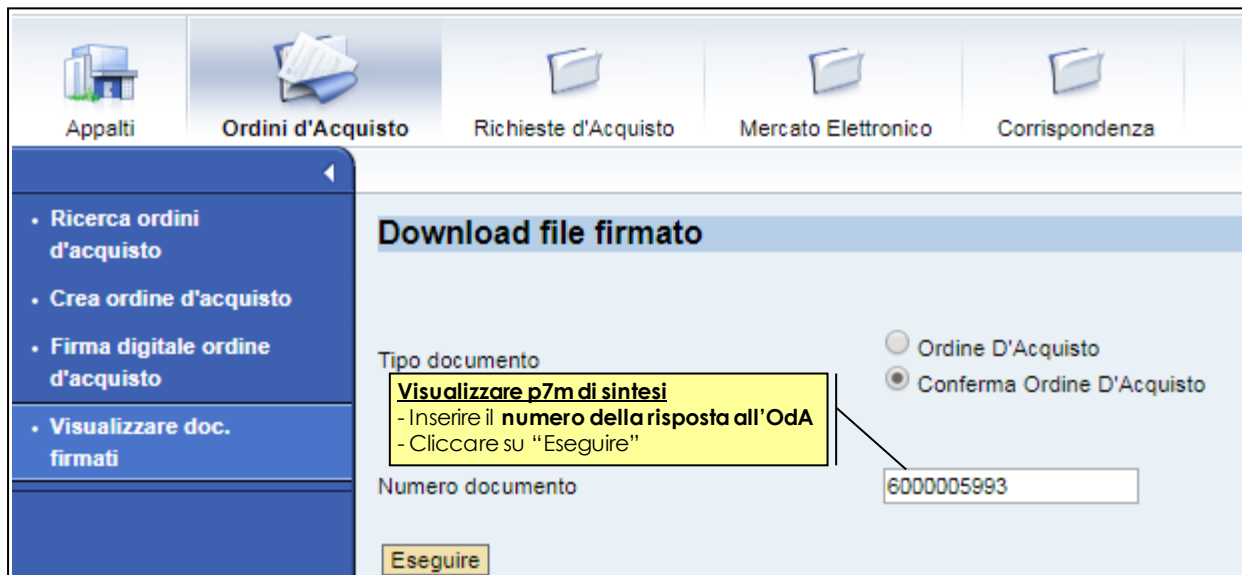 Appalti
Ordini d'Acquisto
Richieste d'Acquisto
Mercato Elettronico
Corrispondenza
• Ricerca ordini
d'acquisto
• Crea ordine d'acquisto
• Firma digitale ordine
d'acquisto
• Visualizzare doc.
firmati
Download file firmato
Tipo documento
Ordine D'Acquisto
Conferma Ordine D'Acquisto
Visualizzare p7m di sintesi
- Inserire il numero della risposta all’OdA
- Cliccare su “Eseguire”
Numero documento
6000005993
Eseguire